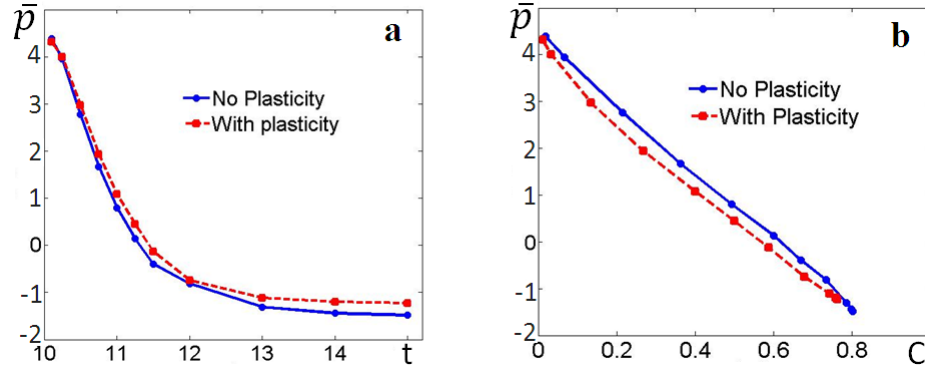 p̄ a
4
3
2
1
0
-1
-2
No Plasticity
With plasticity
10 11 12 13 14 t
p̄ b
4
3
2
1
0
-1
-2
No Plasticity
With Plasticity
0 0.2 0.4 0.6 0.8 C